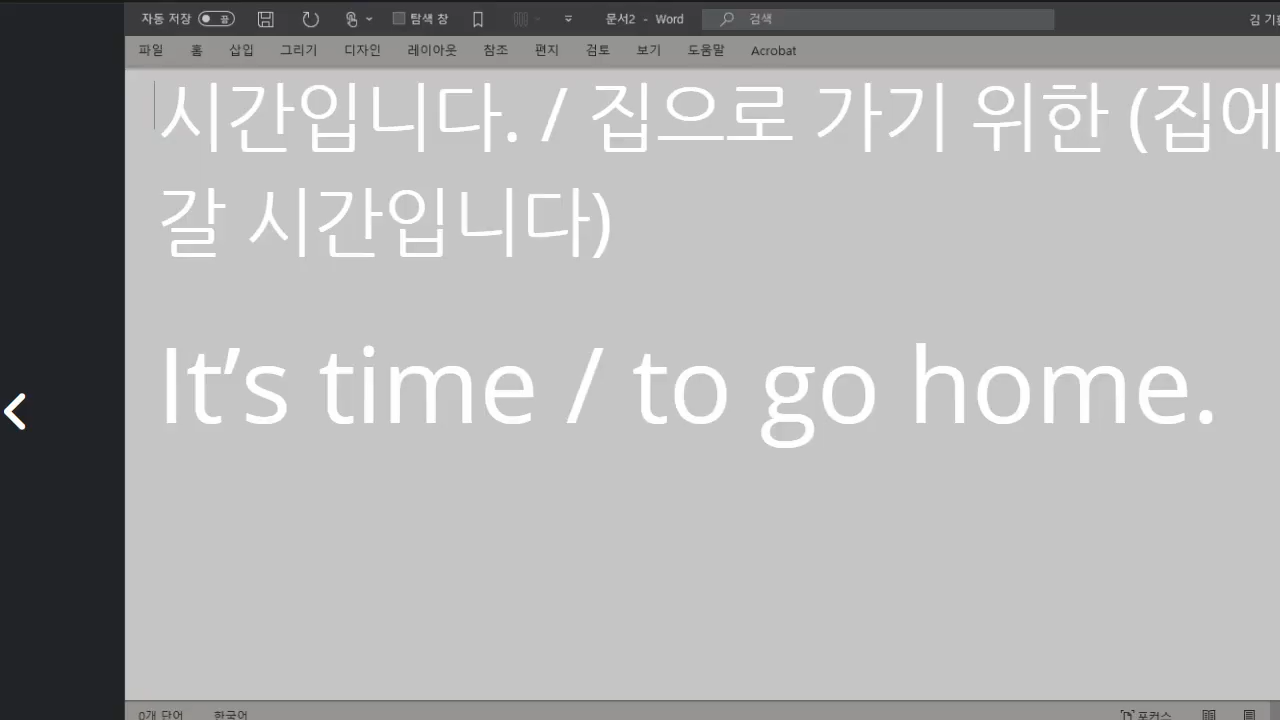 자동 저장 끔 탐색 창 문서2 - Word 검색 김 기
파일 홈 삽입 그리기 디자인 레이아웃 참조 편지 검토 보기 도움말 Acrobat
시간입니다. / 집으로 가기 위한 (집에
갈 시간입니다)
It’s time / to go home.
0개 단어 한국어 포커스